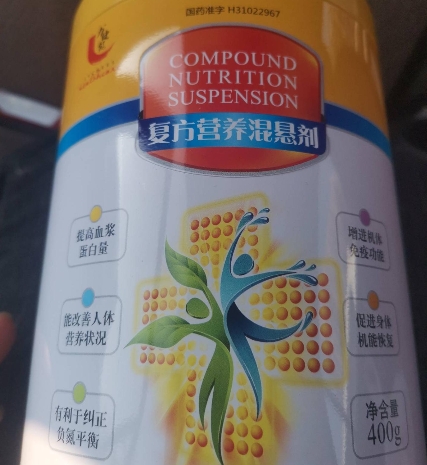 国药准字 H31022967
COMPOUND
NUTRITION
SUSPENSION
复方营养混悬剂
提高血浆
蛋白量
增进机体
免疫功能
能改善人体
营养状况
促进身体
机能恢复
有利于纠正
负氮平衡
净含量
400g